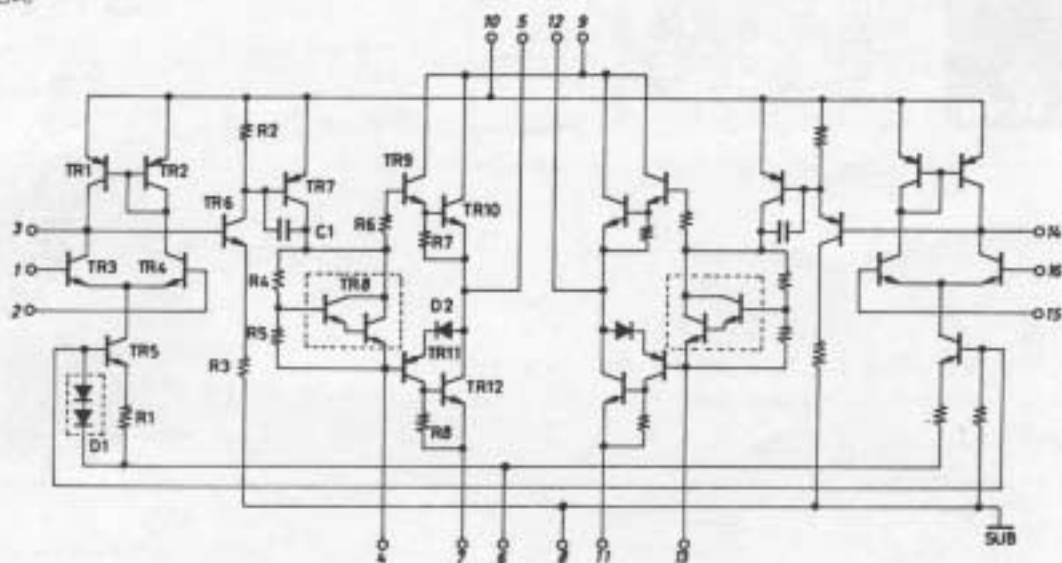 10 5 12 9
R2
TR1 TR2 TR9
TR7
TR6 TR10
R6
3 C1 R7 14
1 TR3 TR4 16
R4 TR8
2 D2 15
R5
TR5 R3 TR11
TR12
R1
D1 R8
SUB
4 7 6 8 11 13